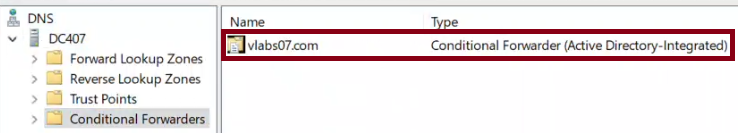 DNS
DC407
Forward Lookup Zones
Reverse Lookup Zones
Trust Points
Conditional Forwarders
Name Type
vlabs07.com Conditional Forwarder (Active Directory-Integrated)